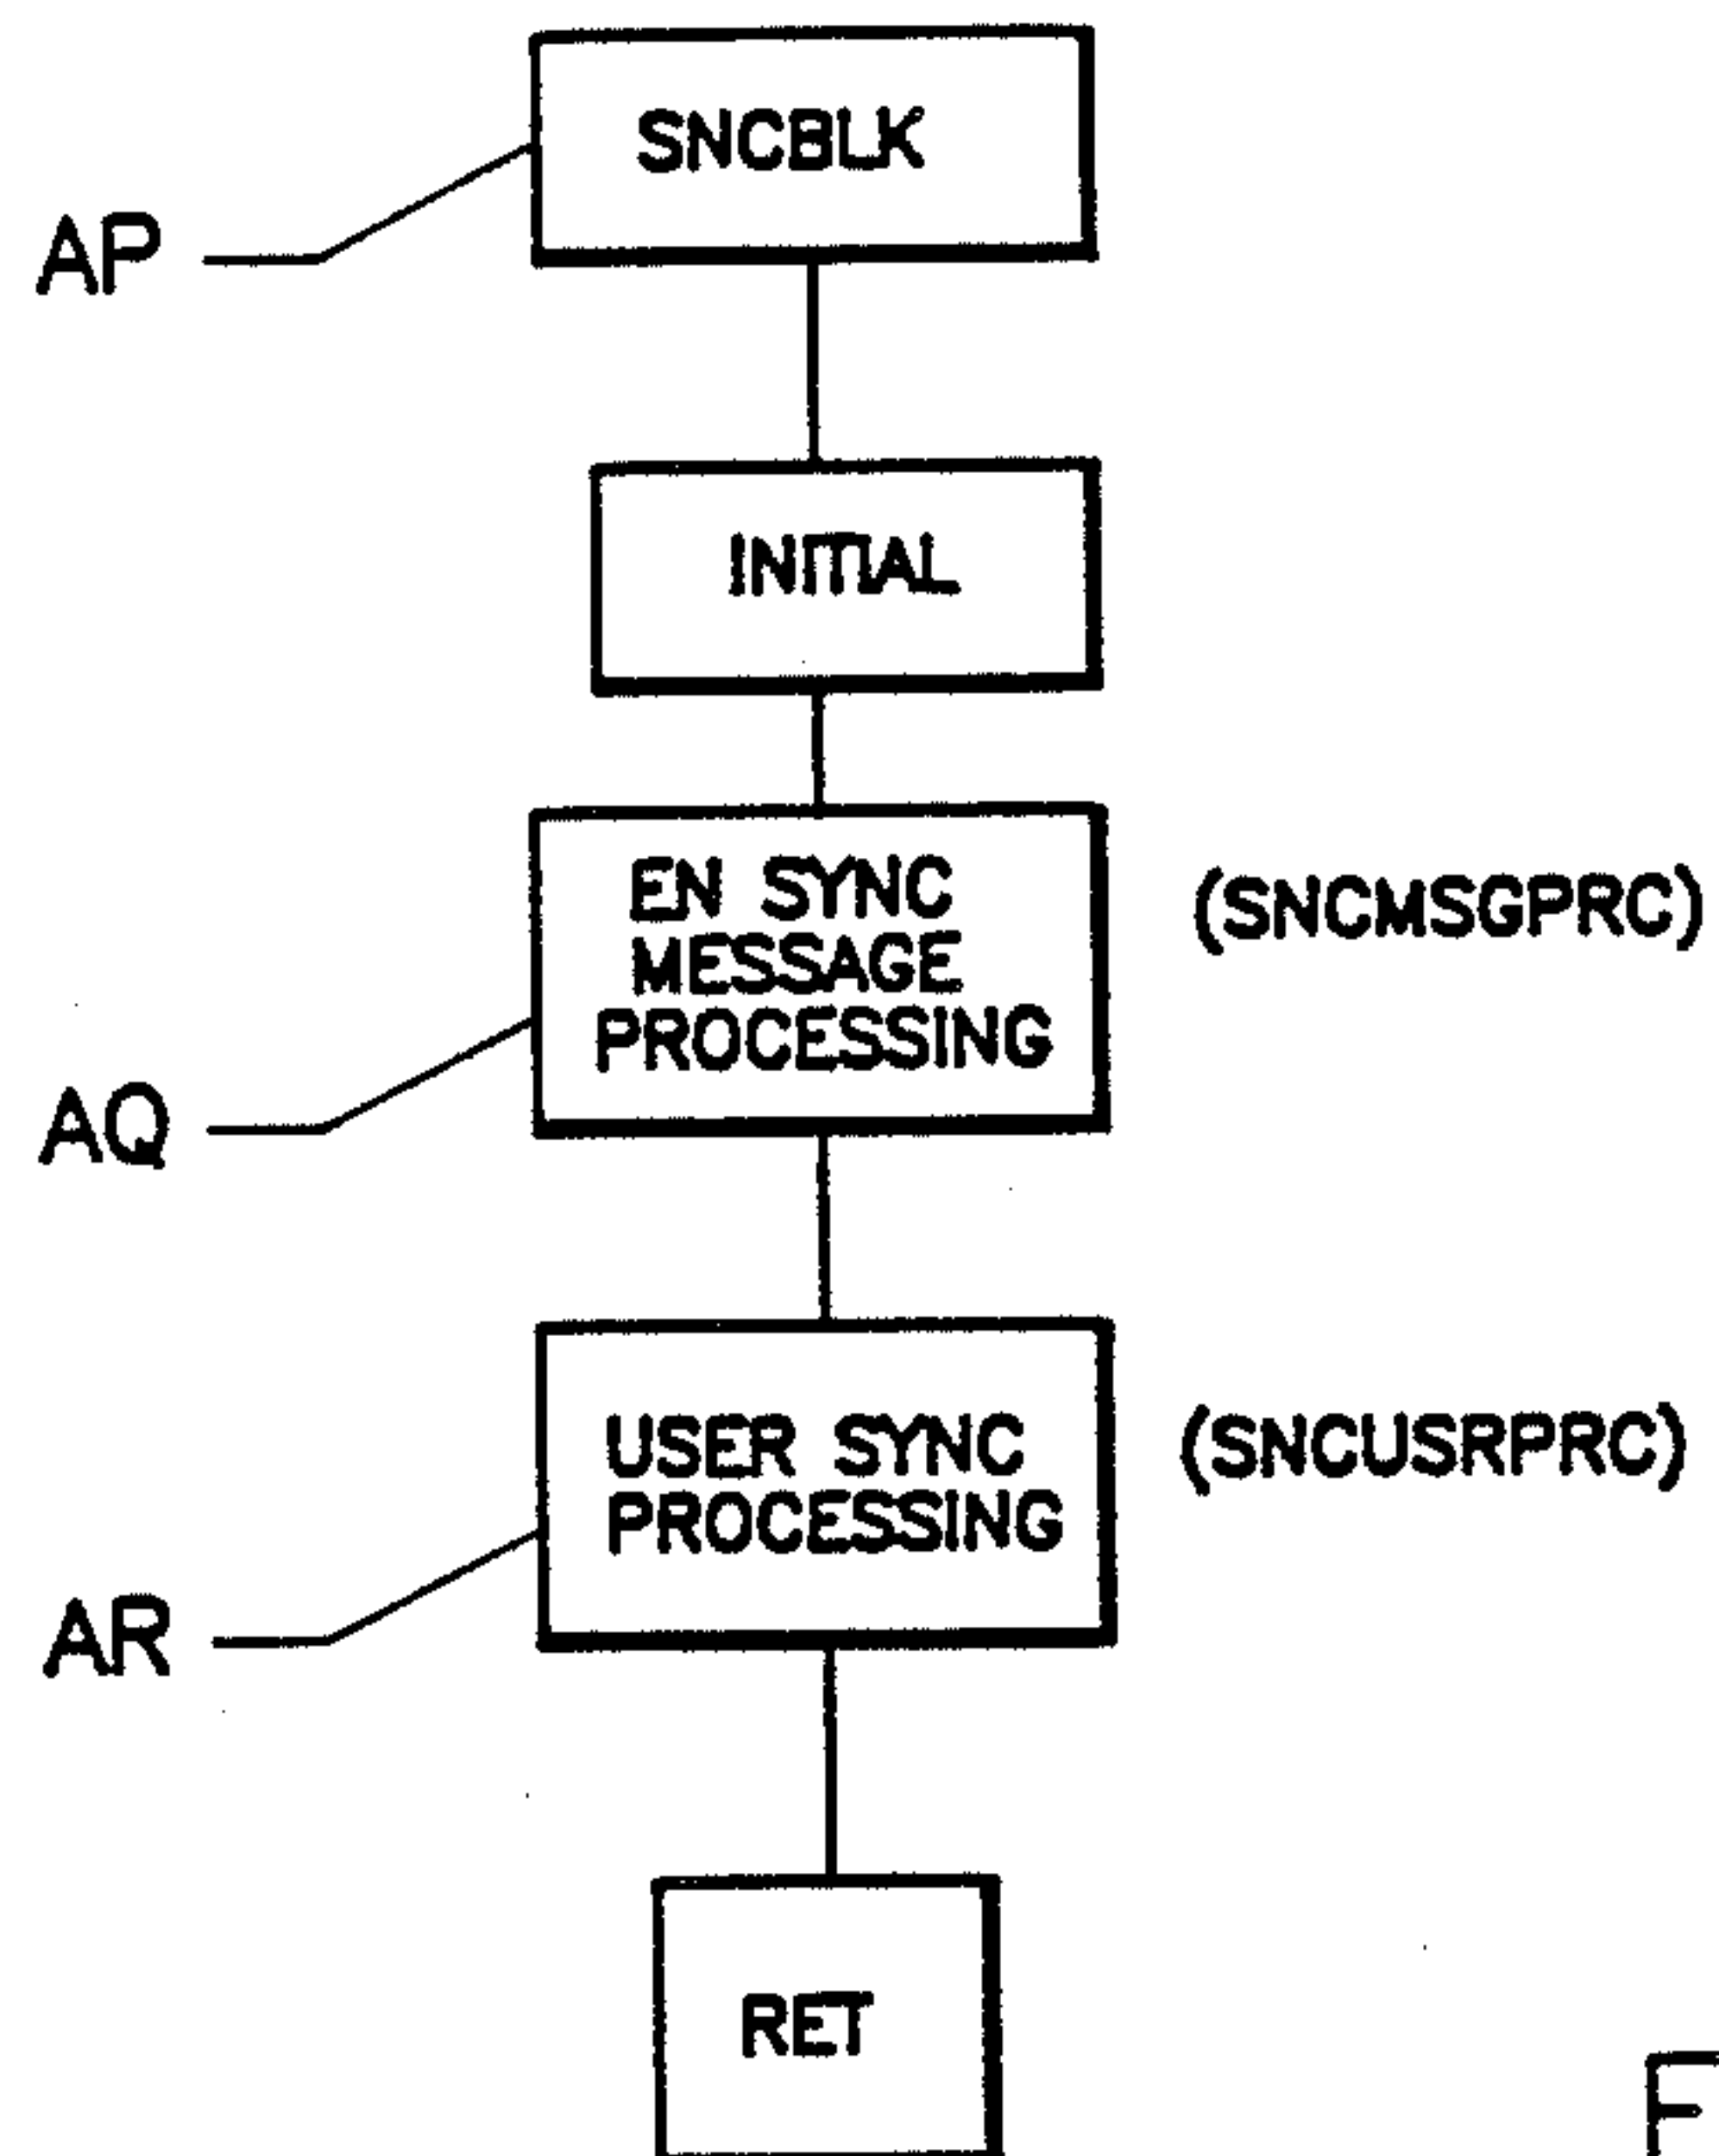 SNCBLK
AP
INITIAL
EN SYNC
MESSAGE
PROCESSING
(SNCMSGPRC)
AQ
USER SYNC
PROCESSING
(SNCUSRPRC)
AR
RET